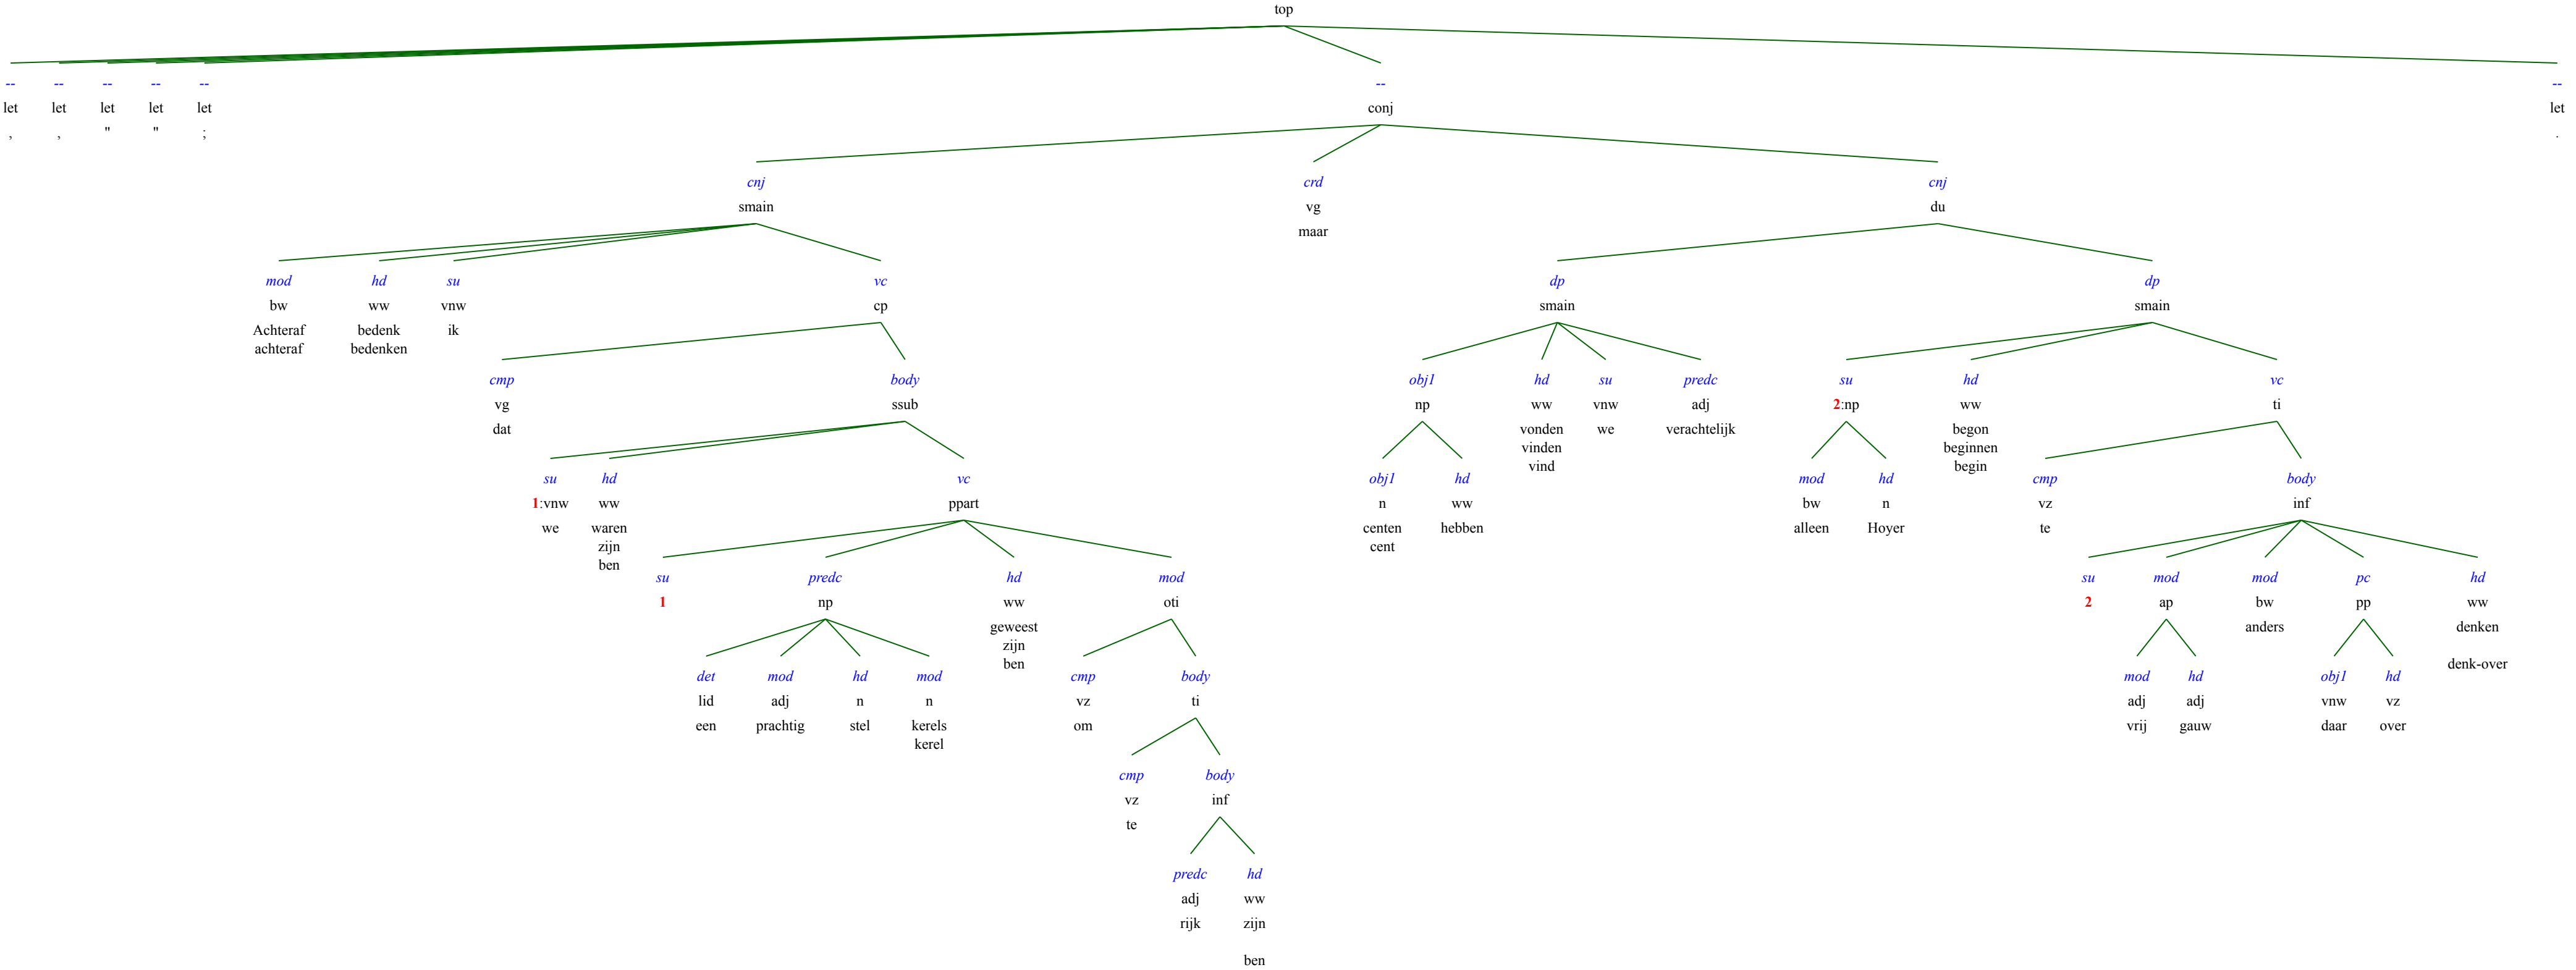 top
-- -- -- -- -- -- --
let let let let let conj let
, , " " ; .
cnj crd cnj
smain vg du
maar
mod hd su vc dp dp
bw ww vnw cp smain smain
Achteraf bedenk ik
achteraf bedenken
cmp body obj1 hd su predc su hd vc
vg ssub np ww vnw adj 2:np ww ti
dat vonden we verachtelijk begon
vinden beginnen
vind begin
su hd vc obj1 hd mod hd cmp body
1:vnw ww ppart n ww bw n vz inf
we waren centen hebben alleen Hoyer te
zijn cent
ben
su predc hd mod su mod mod pc hd
1 np ww oti 2 ap bw pp ww
geweest anders denken
zijn
ben denk-over
det mod hd mod cmp body mod hd obj1 hd
lid adj n n vz ti adj adj vnw vz
een prachtig stel kerels om vrij gauw daar over
kerel
cmp body
vz inf
te
predc hd
adj ww
rijk zijn
ben